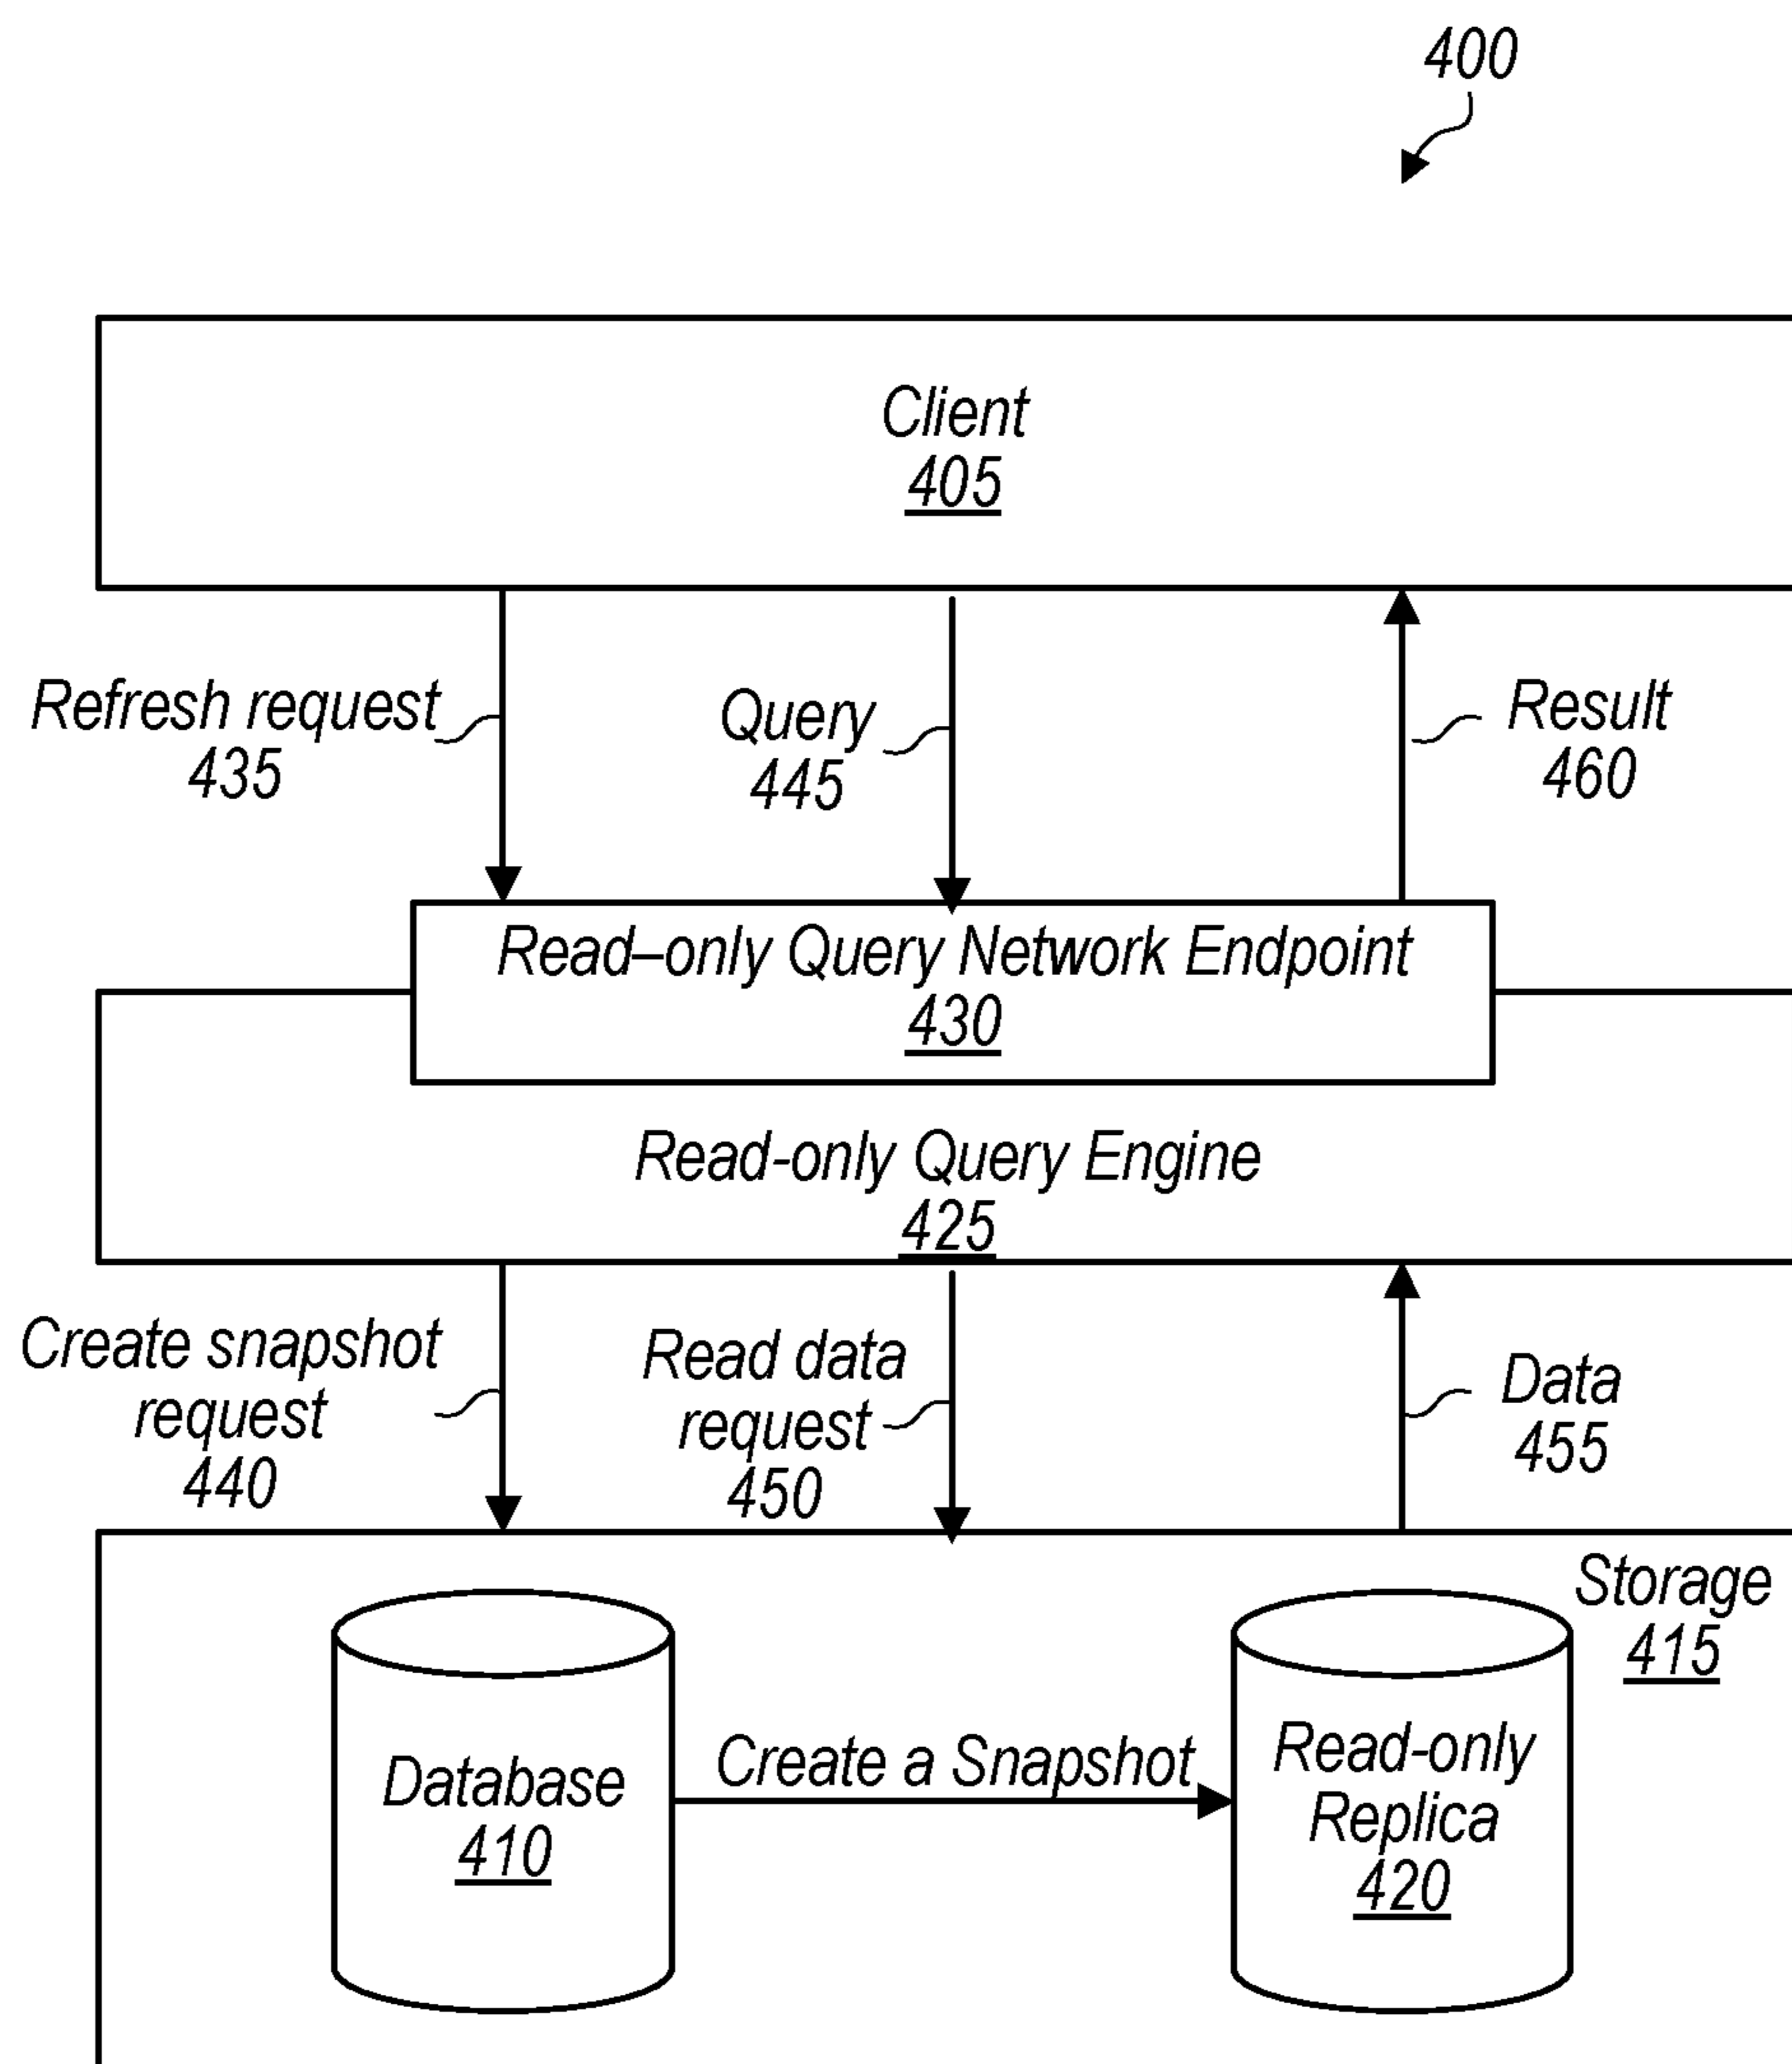 400
Client
405
Refresh request
435
Query
445
Result
460
Read–only Query Network Endpoint
430
Read-only Query Engine
425
Create snapshot
request
440
Read data
request
450
Data
455
Storage
415
Database
410
Create a Snapshot
Read-only
Replica
420